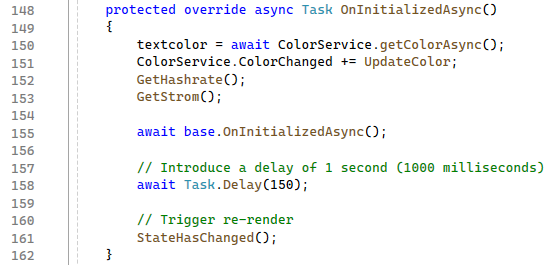 148 protected override async Task OnInitializedAsync()
149 {
150 textcolor = await ColorService.getColorAsync();
151 ColorService.ColorChanged += UpdateColor;
152 GetHashrate();
153 GetStrom();
154
155 await base.OnInitializedAsync();
156
157 // Introduce a delay of 1 second (1000 milliseconds)
158 await Task.Delay(150);
159
160 // Trigger re-render
161 StateHasChanged();
162 }